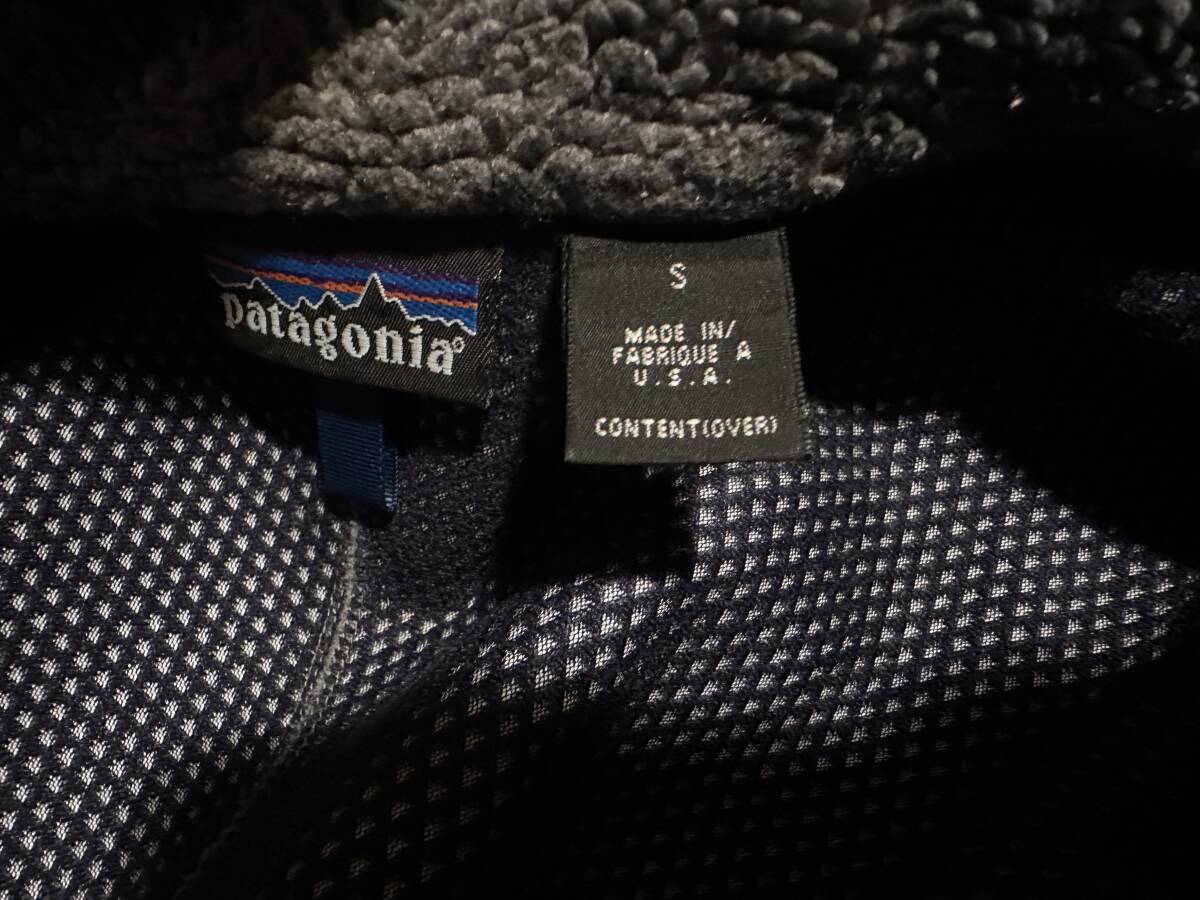 patagonia®
S
MADE IN/
FABRIQUE A
U.S.A.
CONTENT(OVER)